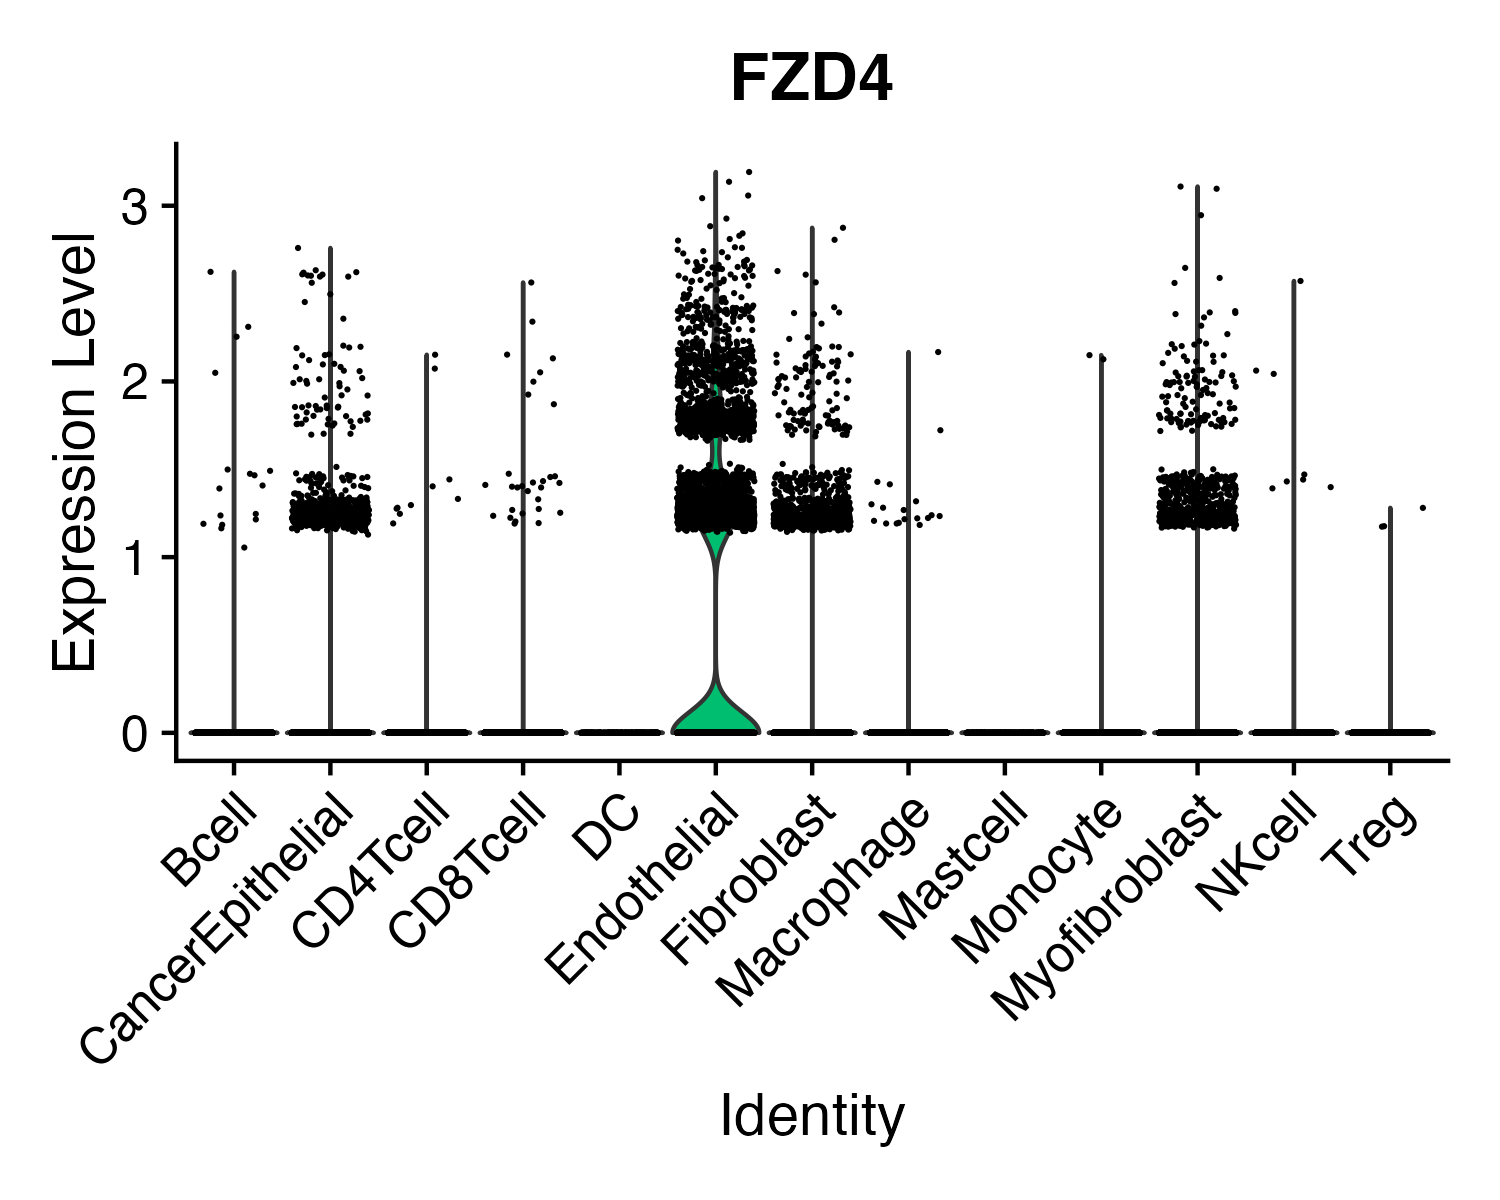 FZD4
Expression Level
3
2
1
0
Bcell
CancerEpithelial
CD4Tcell
CD8Tcell
DC
Endothelial
Fibroblast
Macrophage
Mastcell
Monocyte
Myofibroblast
NKcell
Treg
Identity